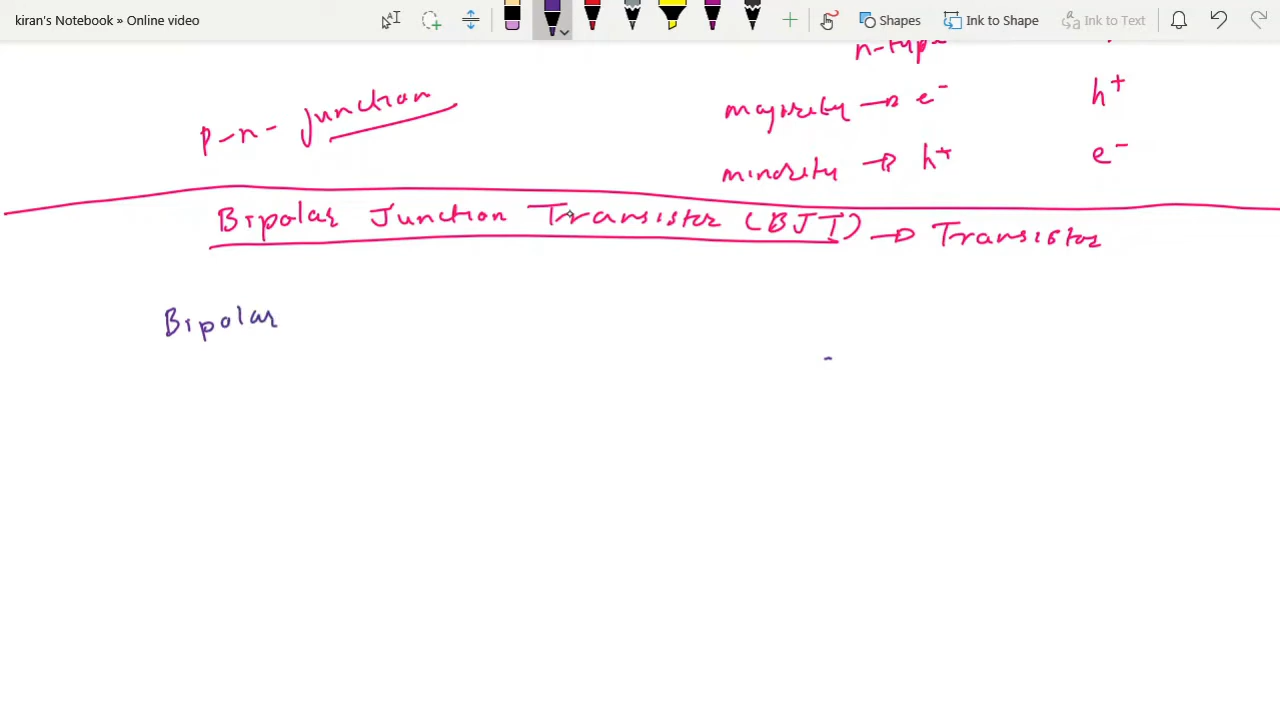 kiran's Notebook » Online video
Shapes Ink to Shape Ink to Text
n-type
p-n-junction
majority → e⁻ h⁺
minority → h⁺ e⁻
Bipolar Junction Transistor (BJT) → Transistor
Bipolar